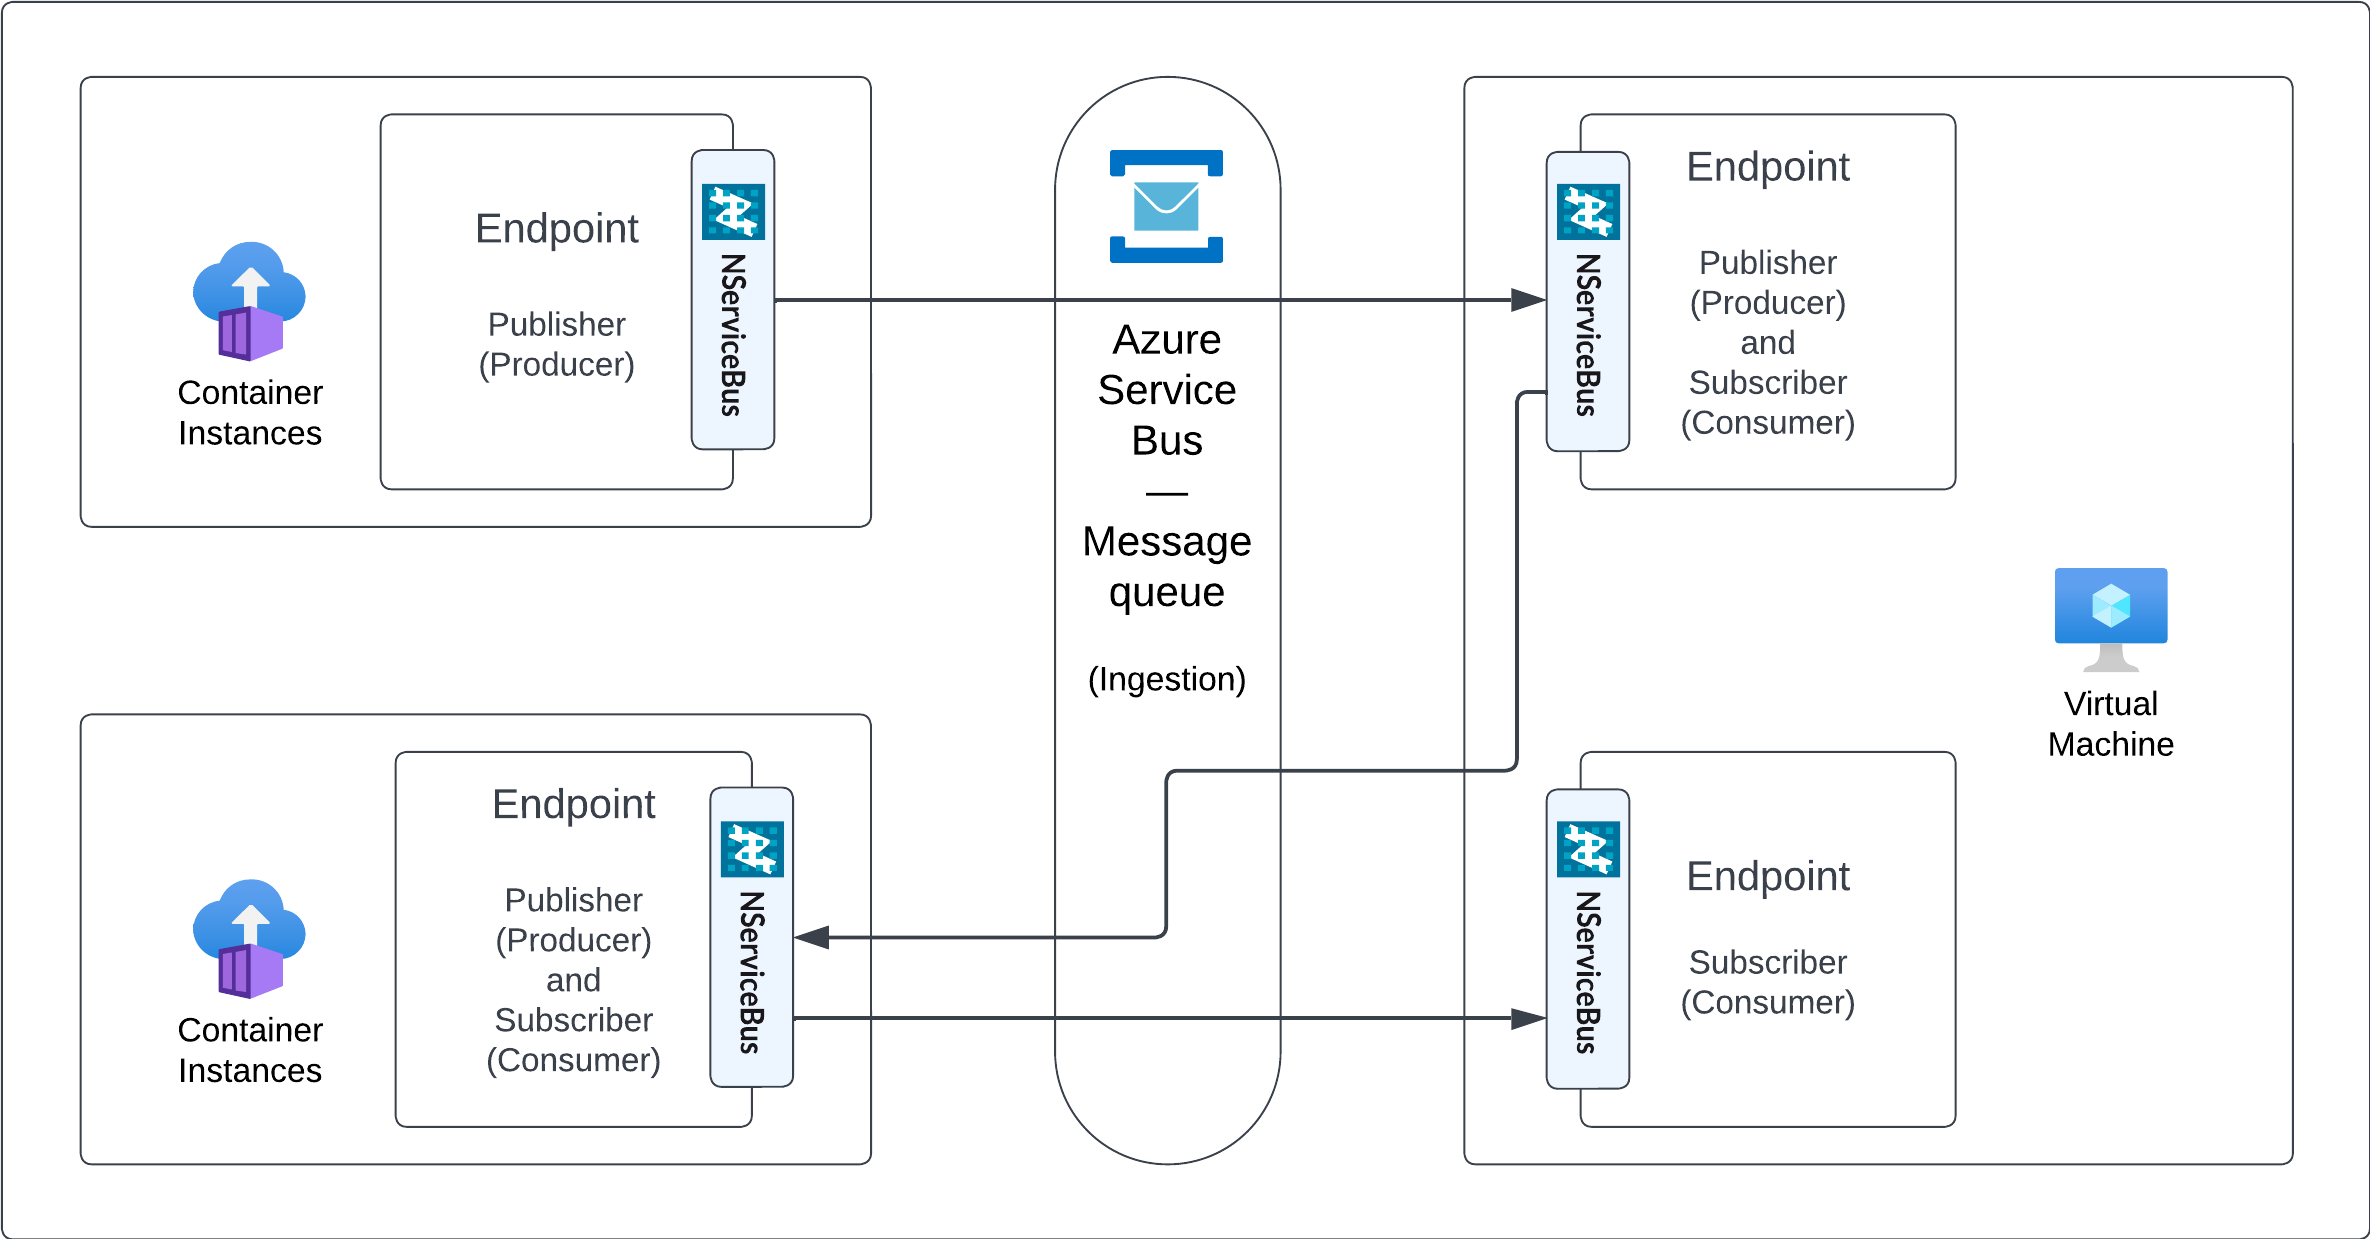 Endpoint
Publisher
(Producer)
NServiceBus
Container
Instances
Azure
Service
Bus
—
Message
queue
(Ingestion)
NServiceBus
Endpoint
Publisher
(Producer)
and
Subscriber
(Consumer)
Virtual
Machine
Endpoint
Publisher
(Producer)
and
Subscriber
(Consumer)
NServiceBus
Container
Instances
NServiceBus
Endpoint
Subscriber
(Consumer)